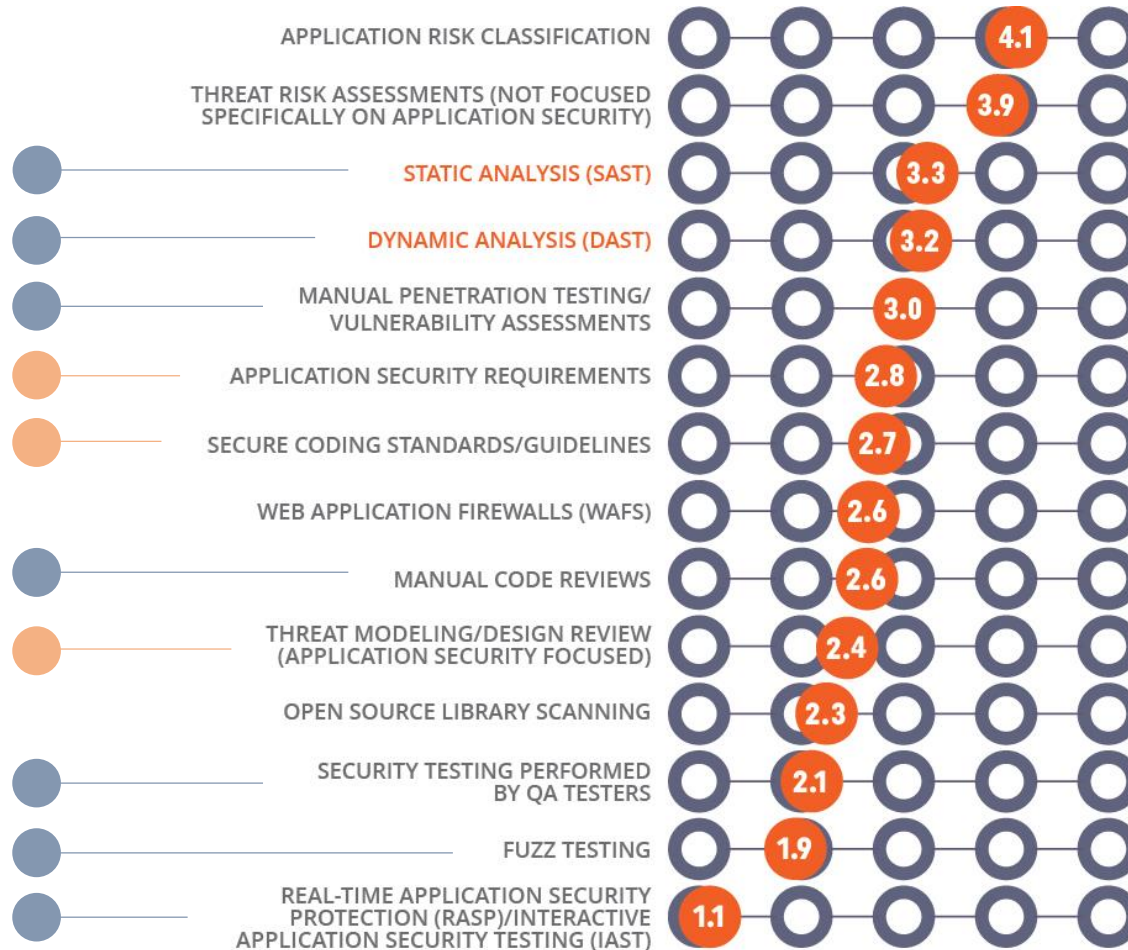 APPLICATION RISK CLASSIFICATION
4.1
THREAT RISK ASSESSMENTS (NOT FOCUSED
SPECIFICALLY ON APPLICATION SECURITY)
3.9
STATIC ANALYSIS (SAST)
3.3
DYNAMIC ANALYSIS (DAST)
3.2
MANUAL PENETRATION TESTING/
VULNERABILITY ASSESSMENTS
3.0
APPLICATION SECURITY REQUIREMENTS
2.8
SECURE CODING STANDARDS/GUIDELINES
2.7
WEB APPLICATION FIREWALLS (WAFS)
2.6
MANUAL CODE REVIEWS
2.6
THREAT MODELING/DESIGN REVIEW
(APPLICATION SECURITY FOCUSED)
2.4
OPEN SOURCE LIBRARY SCANNING
2.3
SECURITY TESTING PERFORMED
BY QA TESTERS
2.1
FUZZ TESTING
1.9
REAL-TIME APPLICATION SECURITY
PROTECTION (RASP)/INTERACTIVE
APPLICATION SECURITY TESTING (IAST)
1.1